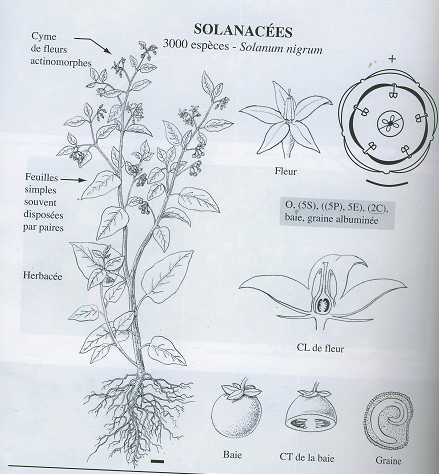 SOLANACÉES
3000 espèces - Solanum nigrum
Cyme
de fleurs
actinomorphes
+
Fleur
Feuilles
simples
souvent
disposées
par paires
O, (5S), ((5P), 5E), (2C),
baie, graine albuminée
Herbacée
CL de fleur
Baie
CT de la baie
Graine